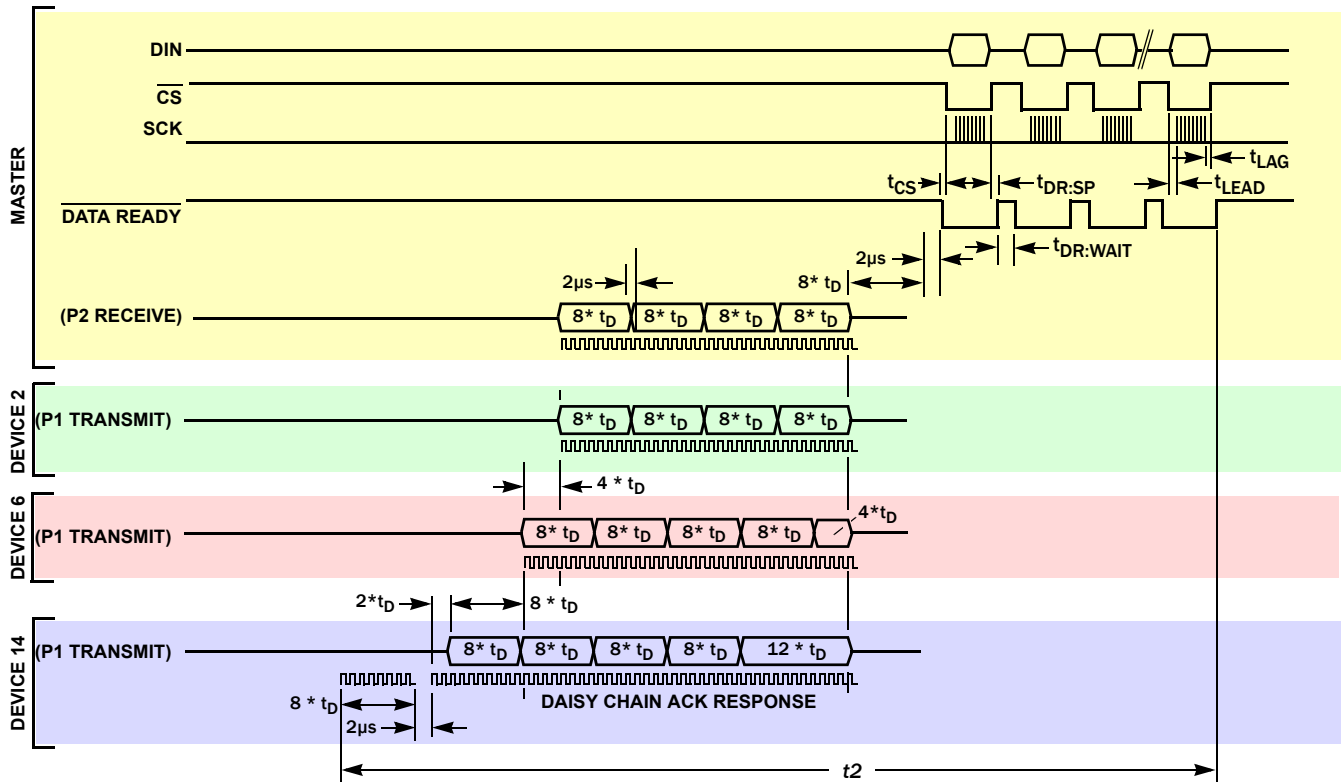 MASTER
DIN
CS
SCK
tLAG
tCS
tDR:SP
tLEAD
DATA READY
tDR:WAIT
2µs
2µs
8* tD
(P2 RECEIVE)
8* tD 8* tD 8* tD 8* tD
DEVICE 2
(P1 TRANSMIT)
8* tD 8* tD 8* tD 8* tD
4 * tD
DEVICE 6
(P1 TRANSMIT)
8* tD 8* tD 8* tD 8* tD
4*tD
2*tD
8 * tD
DEVICE 14
(P1 TRANSMIT)
8* tD 8* tD 8* tD 8* tD 12 * tD
8 * tD
DAISY CHAIN ACK RESPONSE
2µs
t2